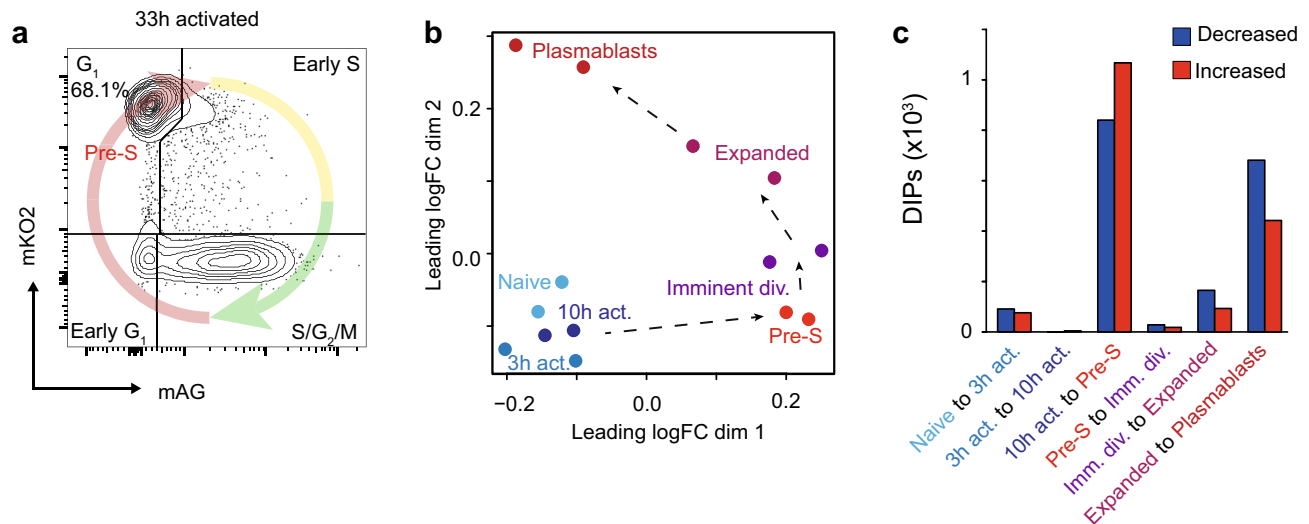 a
33h activated
G1
68.1%
Early S
Pre-S
Early G1
S/G2/M
mKO2
mAG
b
Plasmablasts
Expanded
Naive
10h act.
3h act.
Imminent div.
Pre-S
0.2
0.0
Leading logFC dim 2
−0.2
0.0
0.2
Leading logFC dim 1
c
Decreased
Increased
1
0
DIPs (x10³)
Naive to 3h act.
3h act. to 10h act.
10h act. to Pre-S
Pre-S to Imm. div.
Imm. div. to Expanded
Expanded to Plasmablasts